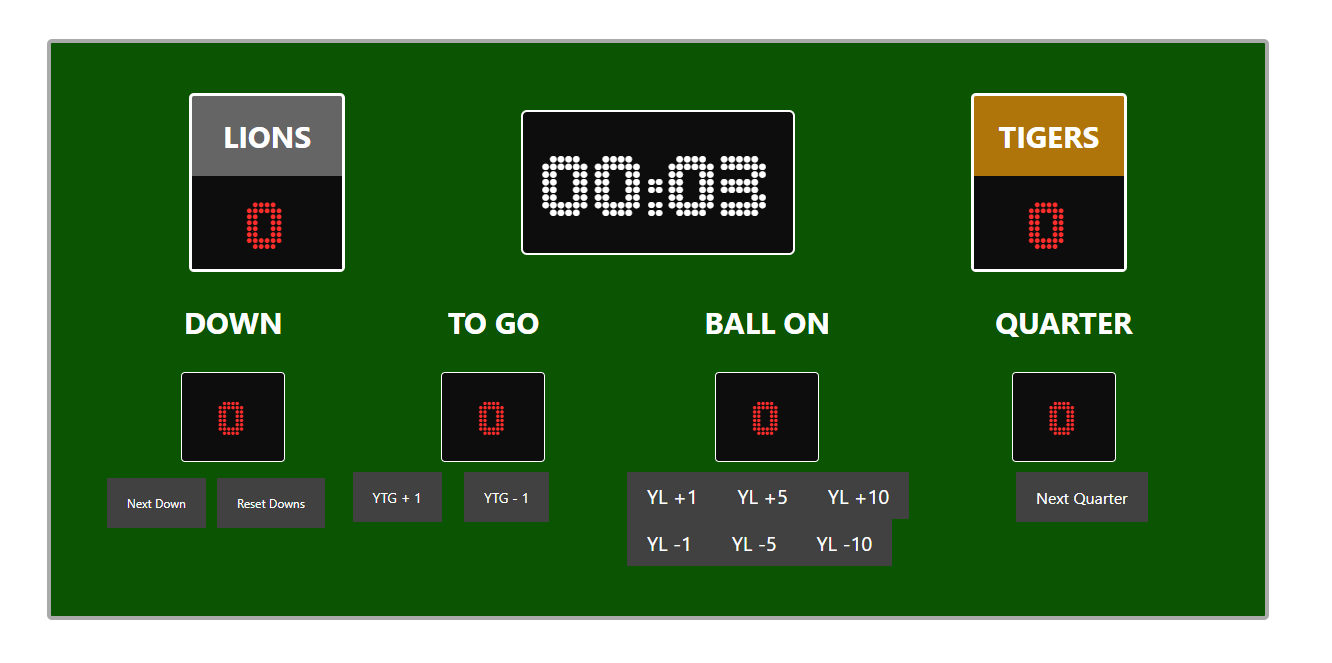 LIONS
0
00:03
TIGERS
0
DOWN
0
Next Down
Reset Downs
TO GO
0
YTG + 1
YTG - 1
BALL ON
0
YL +1
YL +5
YL +10
YL -1
YL -5
YL -10
QUARTER
0
Next Quarter